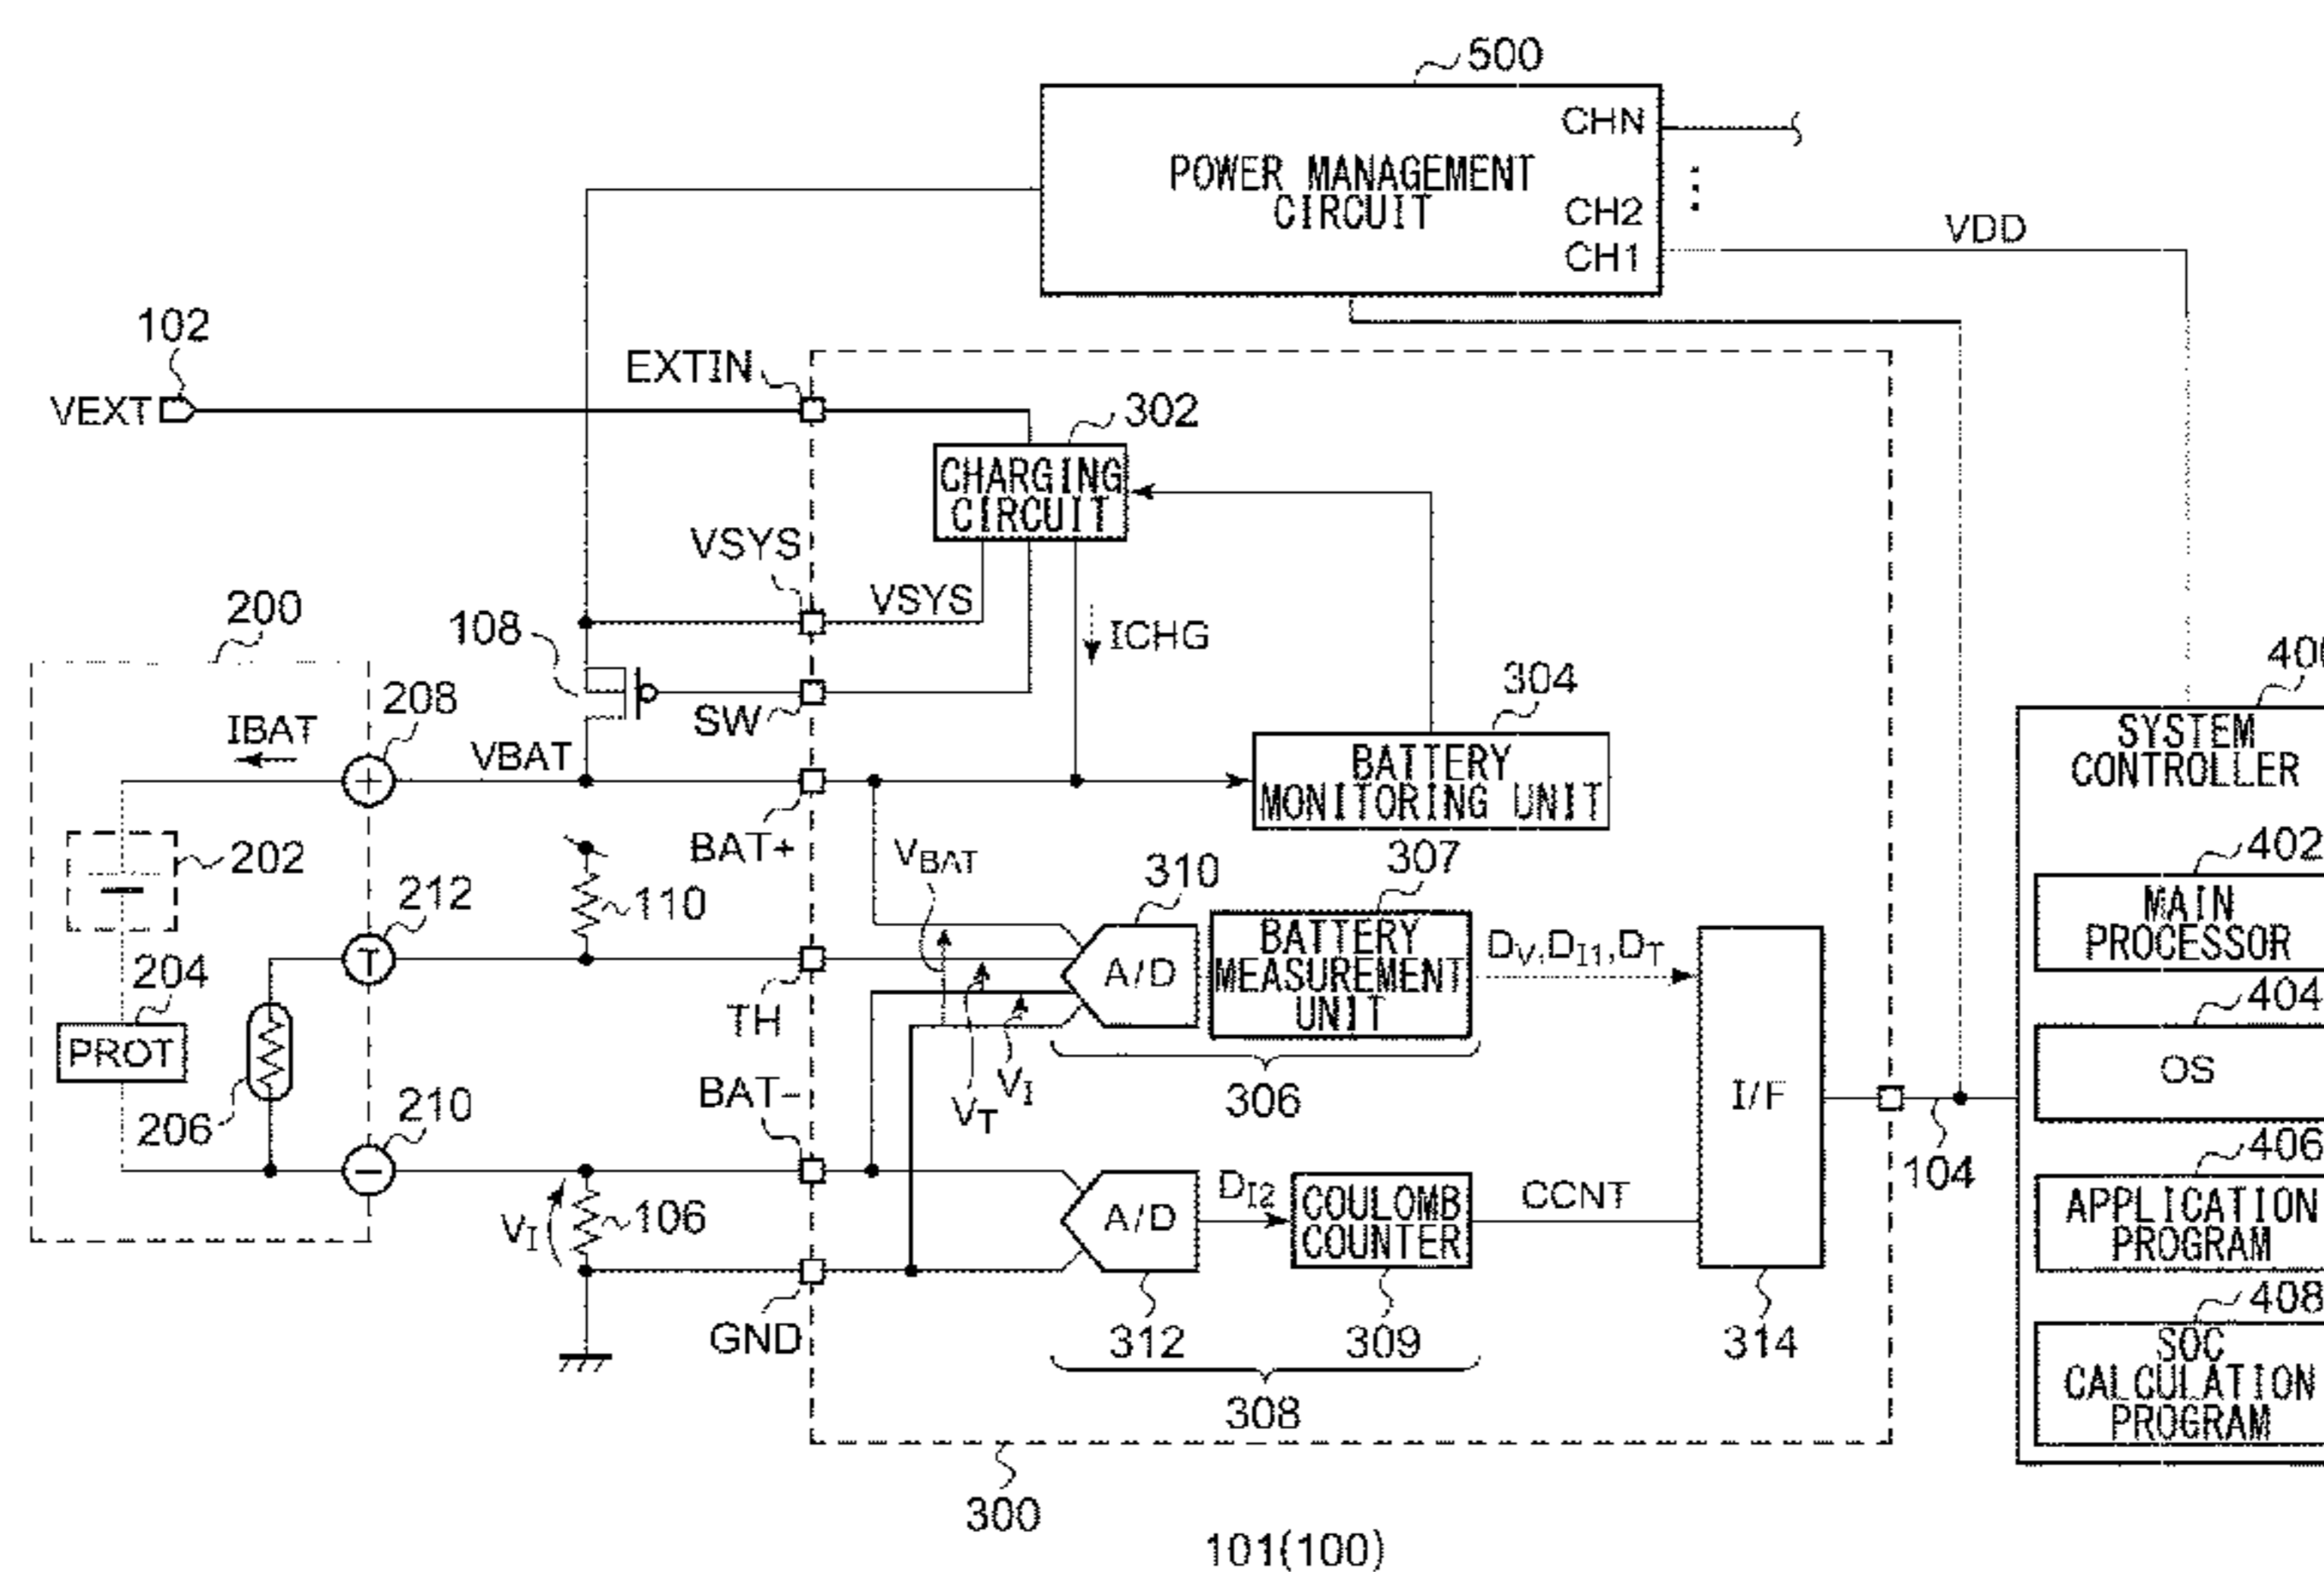 500
CHN
POWER MANAGEMENT
CIRCUIT
CH2
CH1
VDD
102
VEXT
EXTIN
302
CHARGING
CIRCUIT
VSYS
VSYS
ICHG
200
108
208
IBAT
VBAT
SW
304
BATTERY
MONITORING UNIT
SYSTEM
CONTROLLER
BAT+
VBAT
202
212
110
310
307
A/D
BATTERY
MEASUREMENT
UNIT
DV,DI1,DT
402
MAIN
PROCESSOR
204
PROT
T
TH
VT
VI
306
404
OS
206
210
BAT-
I/F
104
406
APPLICATION
PROGRAM
VI
106
A/D
DI2
COULOMB
COUNTER
CCNT
GND
312
309
314
308
408
SOC
CALCULATION
PROGRAM
300
101(100)